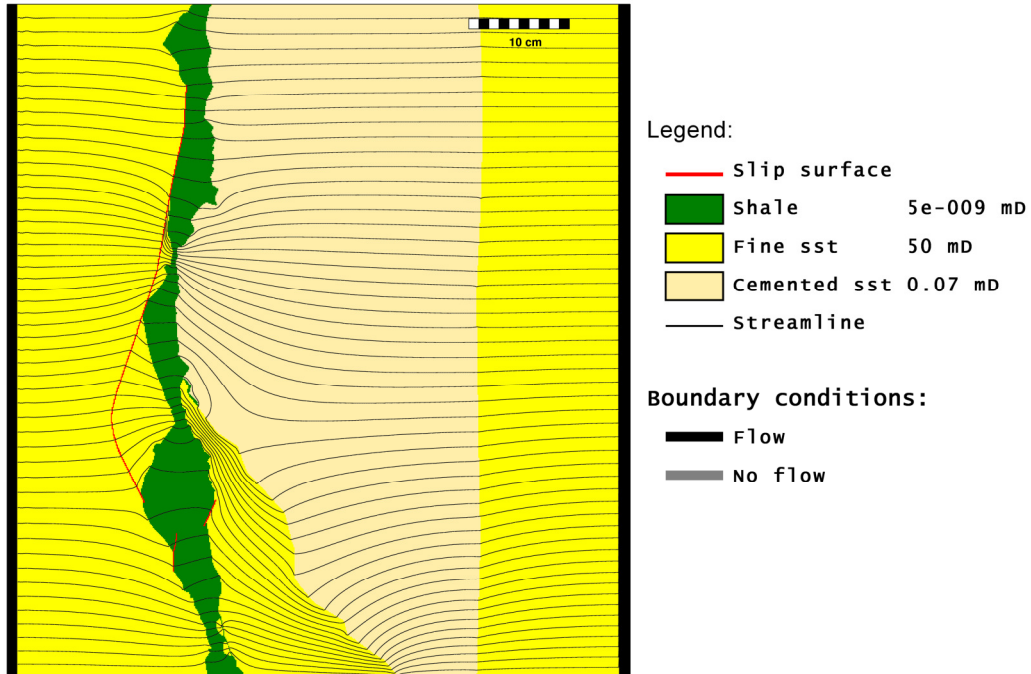 10 cm
Legend:
Slip surface
Shale 5e-009 mD
Fine sst 50 mD
Cemented sst 0.07 mD
Streamline
Boundary conditions:
Flow
No flow